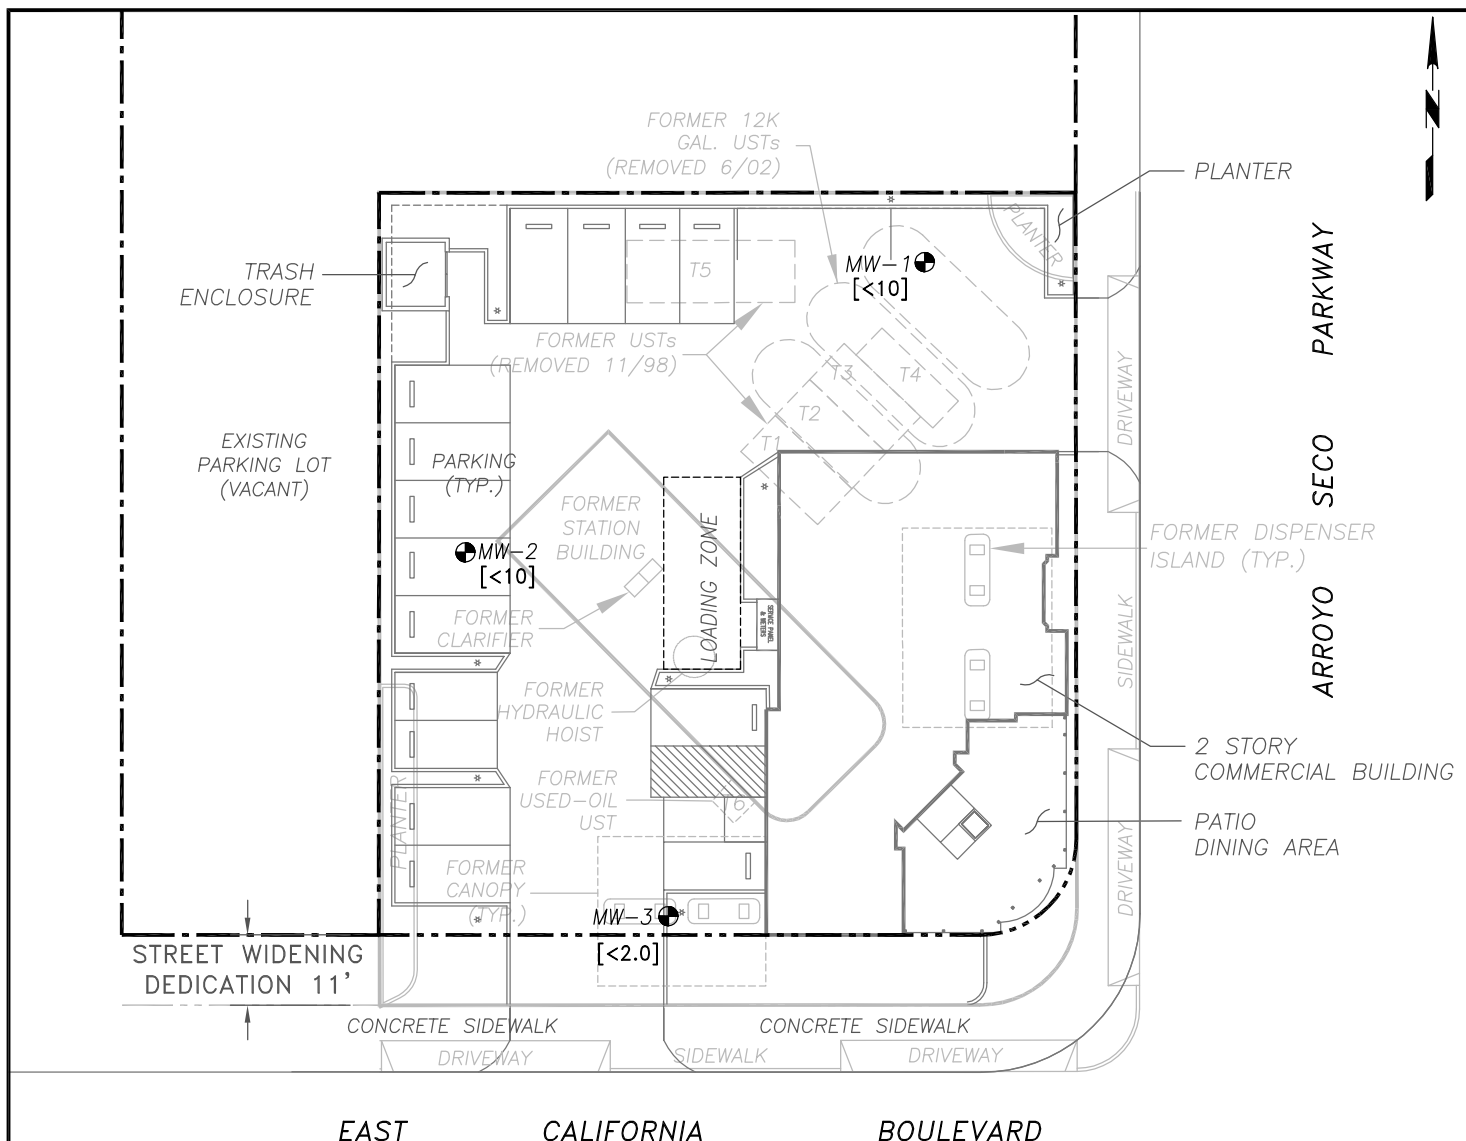 FORMER 12K
GAL. USTs
(REMOVED 6/02)
N
PLANTER
PLANTER
TRASH
ENCLOSURE
T5
MW-1
[<10]
FORMER USTs
(REMOVED 11/98)
T3
T4
T2
T1
DRIVEWAY
ARROYO SECO PARKWAY
EXISTING
PARKING LOT
(VACANT)
PARKING
(TYP.)
FORMER
STATION
BUILDING
LOADING ZONE
FORMER DISPENSER
ISLAND (TYP.)
MW-2
[<10]
FORMER
CLARIFIER
SERVICE PANEL
& METERS
SIDEWALK
FORMER
HYDRAULIC
HOIST
2 STORY
COMMERCIAL BUILDING
FORMER
USED-OIL
UST
T6
PLANTER
PATIO
DINING AREA
DRIVEWAY
FORMER
CANOPY
(TYP.)
MW-3
[<2.0]
STREET WIDENING
DEDICATION 11'
CONCRETE SIDEWALK
CONCRETE SIDEWALK
DRIVEWAY
SIDEWALK
DRIVEWAY
EAST CALIFORNIA BOULEVARD